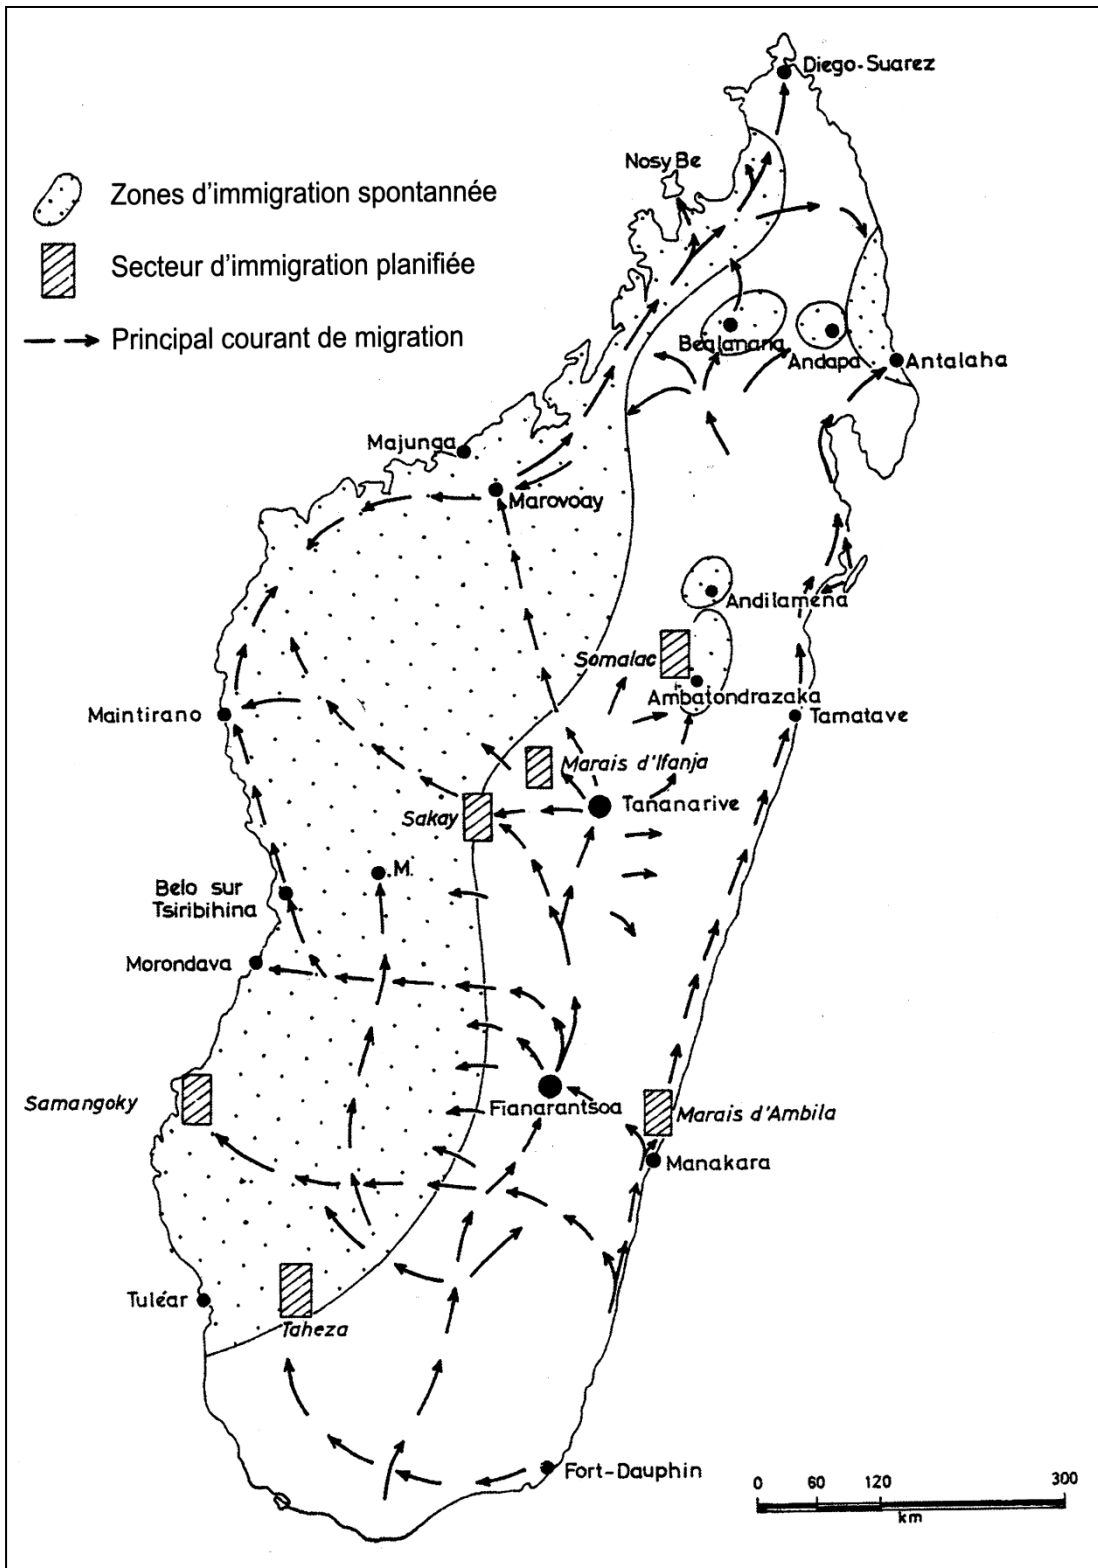 Diego-Suarez
Nosy Be
Zones d'immigration spontannée
Secteur d'immigration planifiée
Principal courant de migration
Bealanana
Andapa
Antalaha
Majunga
Marovoay
Andilamena
Somalac
Ambatondrazaka
Maintirano
Tamatave
Marais d'Ifanja
Tananarive
Sakay
M.
Belo sur
Tsiribihina
Morondava
Samangoky
Fianarantsoa
Marais d'Ambila
Manakara
Tuléar
Taheza
Fort-Dauphin
0 60 120 300
km